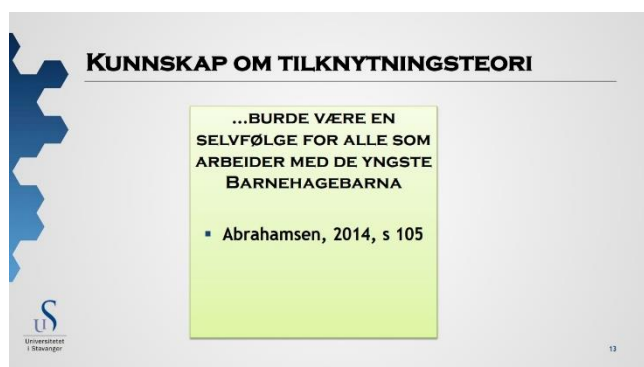 KUNNSKAP OM TILKNYTNINGSTEORI
...BURDE VÆRE EN
SELVFØLGE FOR ALLE SOM
ARBEIDER MED DE YNGSTE
BARNEHAGEBARNA
▪ Abrahamsen, 2014, s 105
US
Universitetet
i Stavanger
13